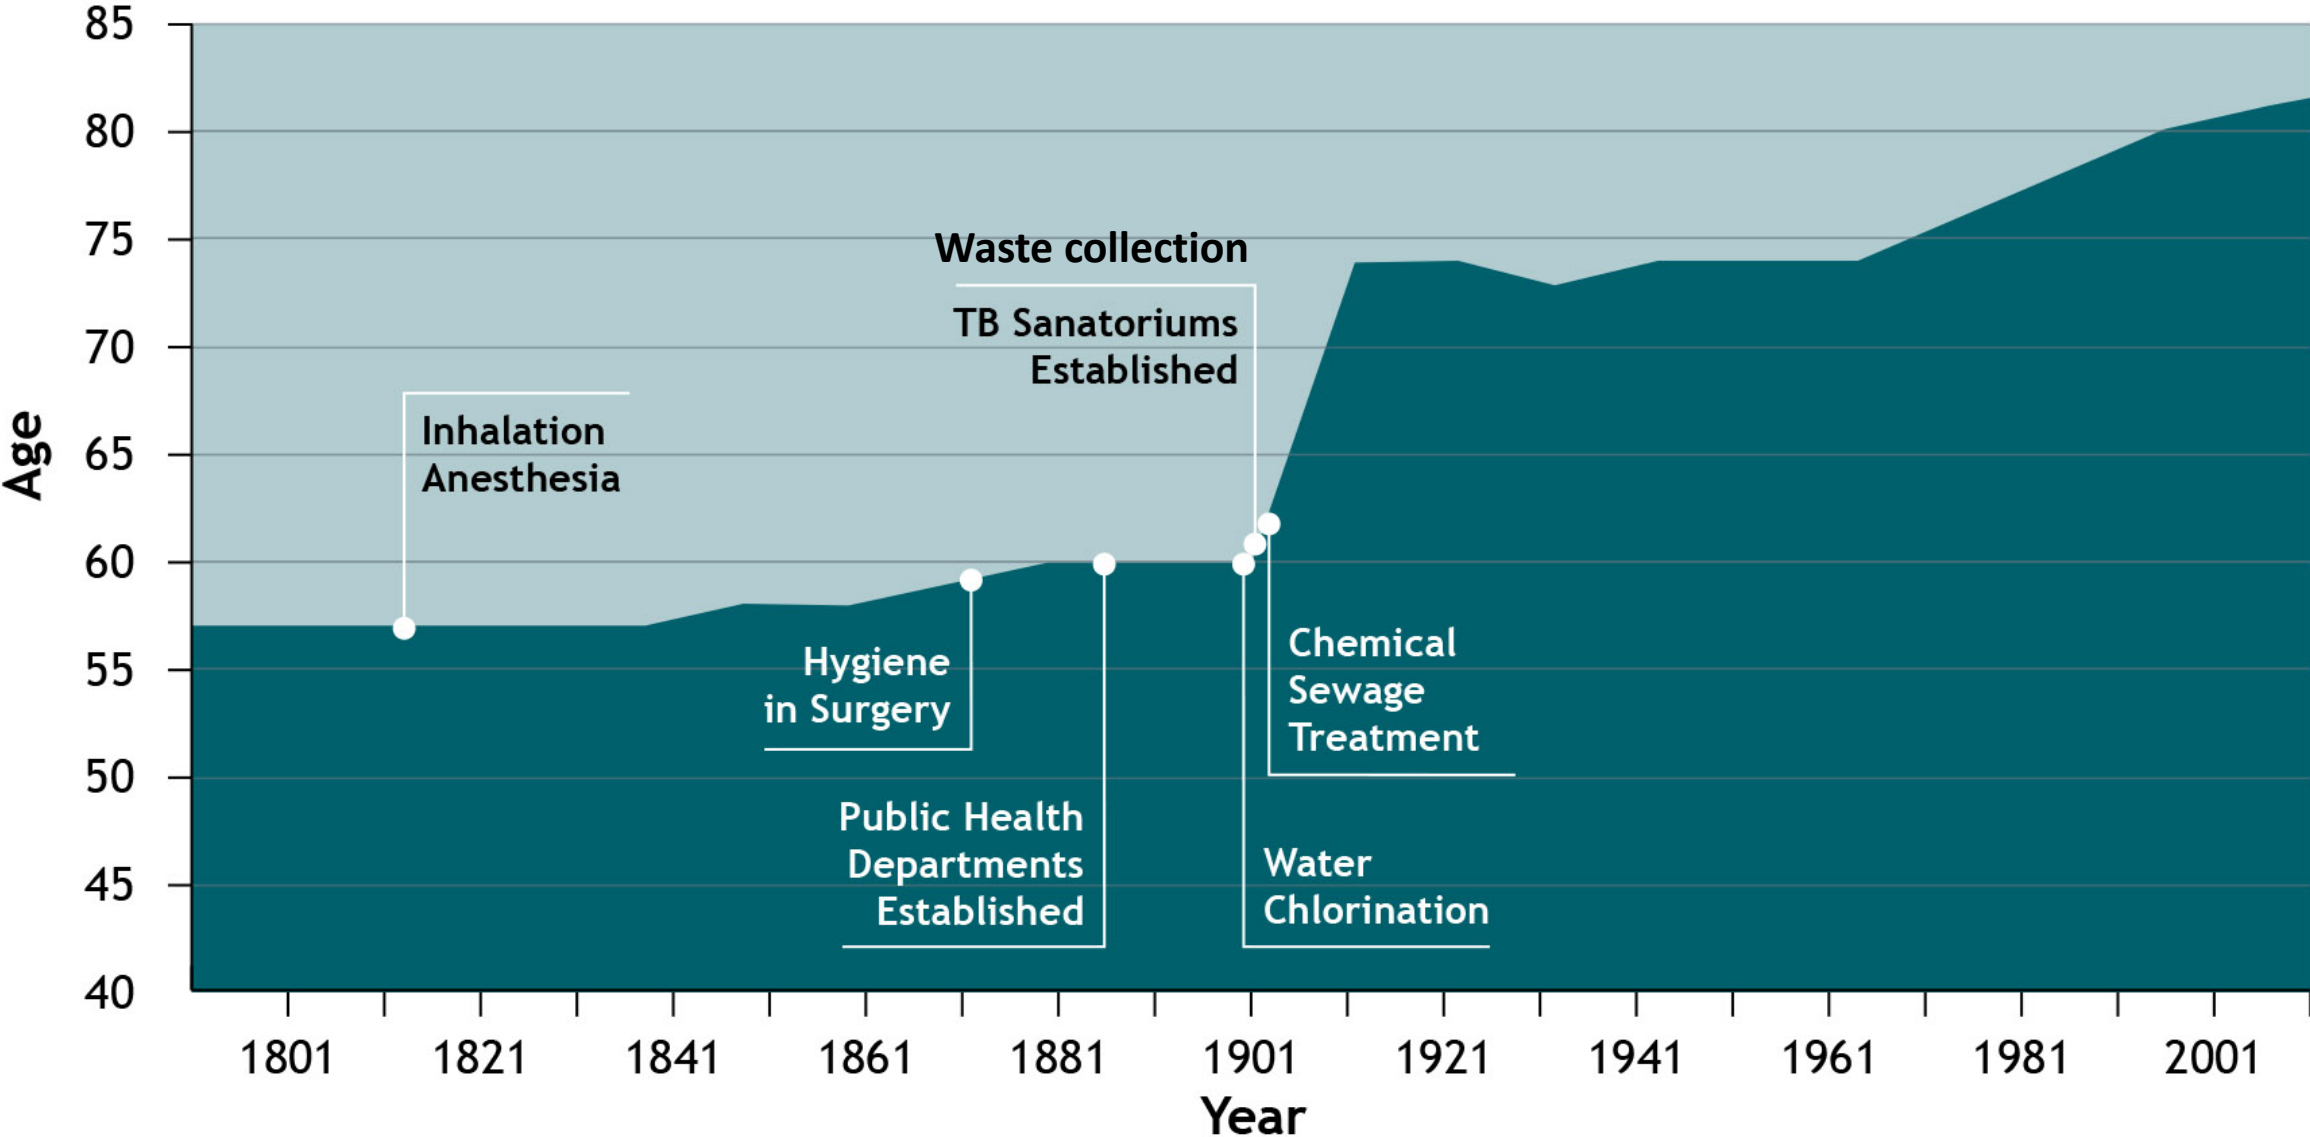 85
80
75
70
65
60
55
50
45
40
Age
Waste collection
TB Sanatoriums
Established
Inhalation
Anesthesia
Hygiene
in Surgery
Public Health
Departments
Established
Chemical
Sewage
Treatment
Water
Chlorination
1801 1821 1841 1861 1881 1901 1921 1941 1961 1981 2001
Year